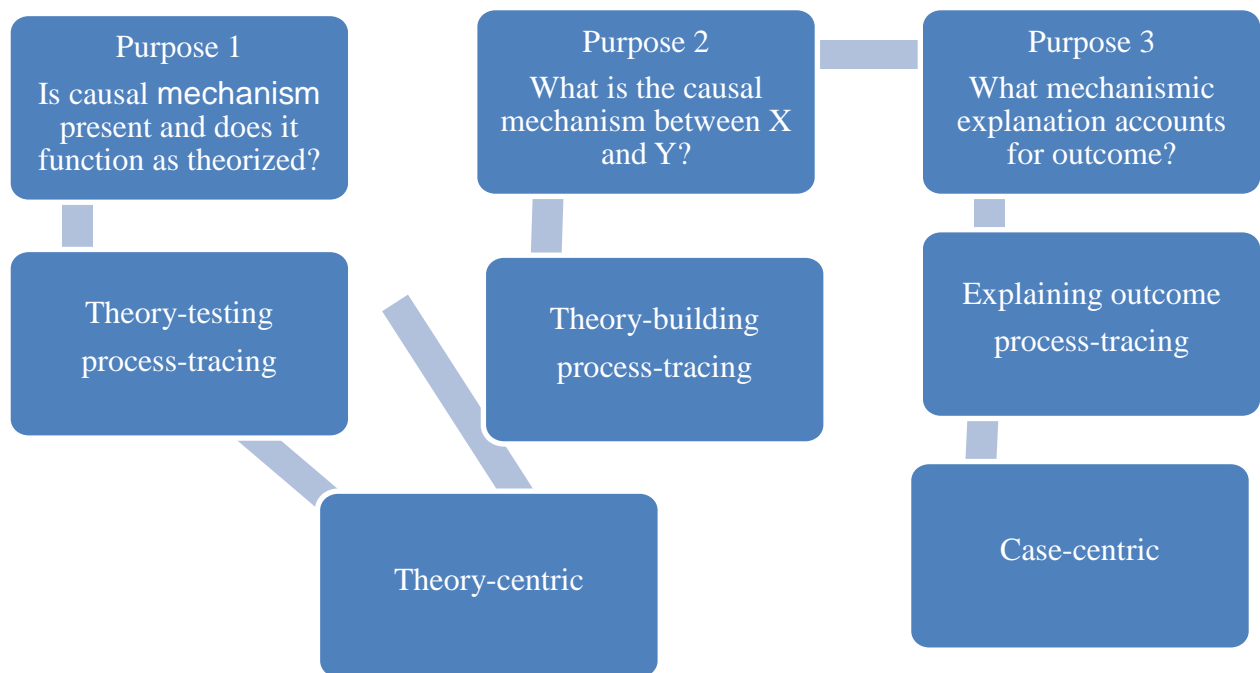 Purpose 1
Is causal mechanism
present and does it
function as theorized?
Purpose 2
What is the causal
mechanism between X
and Y?
Purpose 3
What mechanismic
explanation accounts
for outcome?
Theory-testing
process-tracing
Theory-building
process-tracing
Explaining outcome
process-tracing
Theory-centric
Case-centric